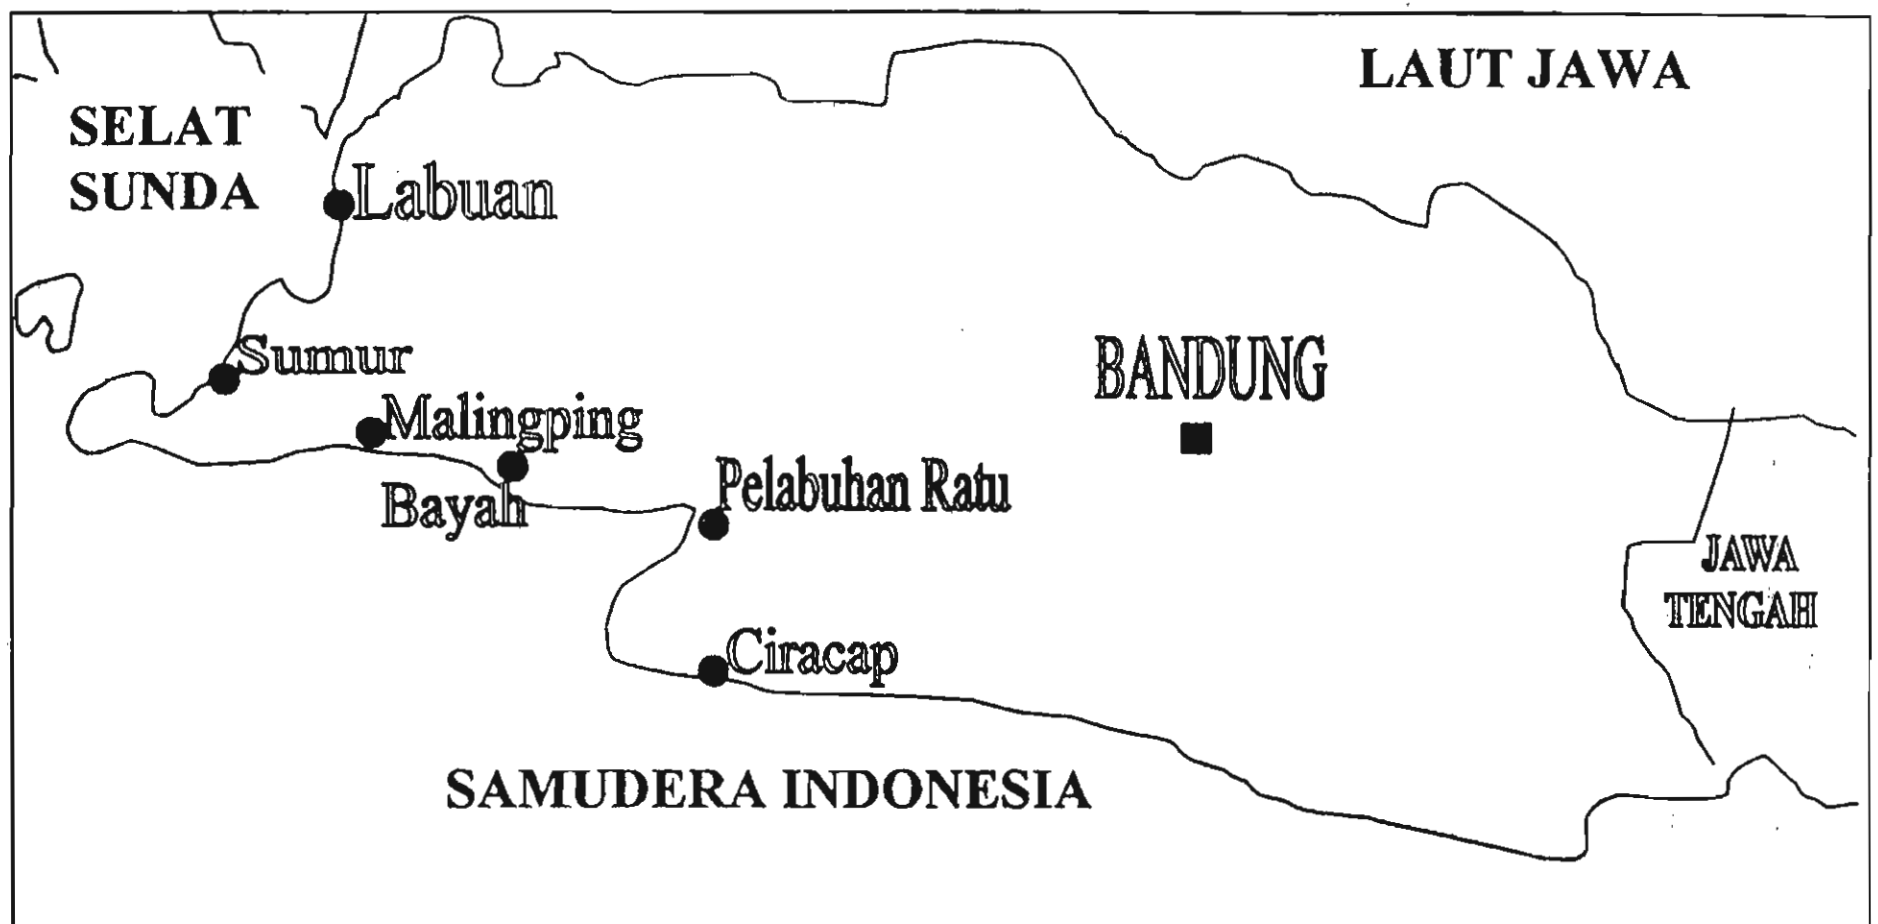 LAUT JAWA
SELAT
SUNDA
Labuan
Sumur
Malingping
Bayah
BANDUNG
Pelabuhan Ratu
JAWA
TENGAH
Ciracap
SAMUDERA INDONESIA